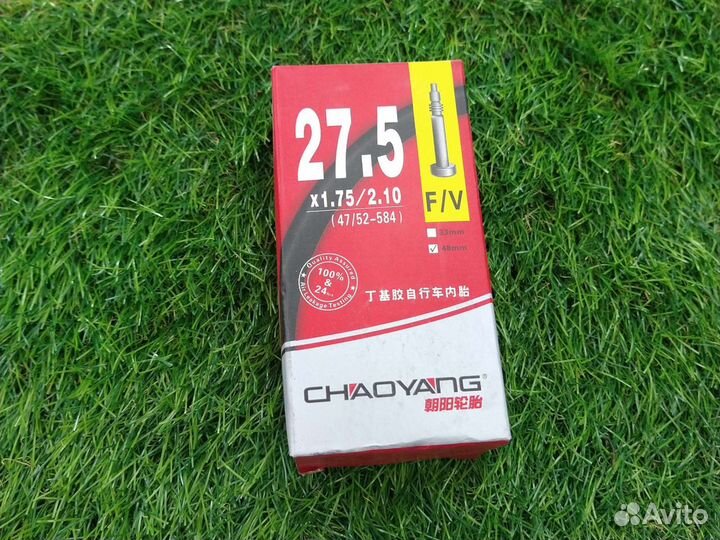 27.5
x1.75/2.10
(47/52-584)
F/V
33mm
48mm
Quality Assured
100%
&
24
Air Leakage Testing
丁基胶自行车内胎
CHAOYANG®
朝阳轮胎
Avito